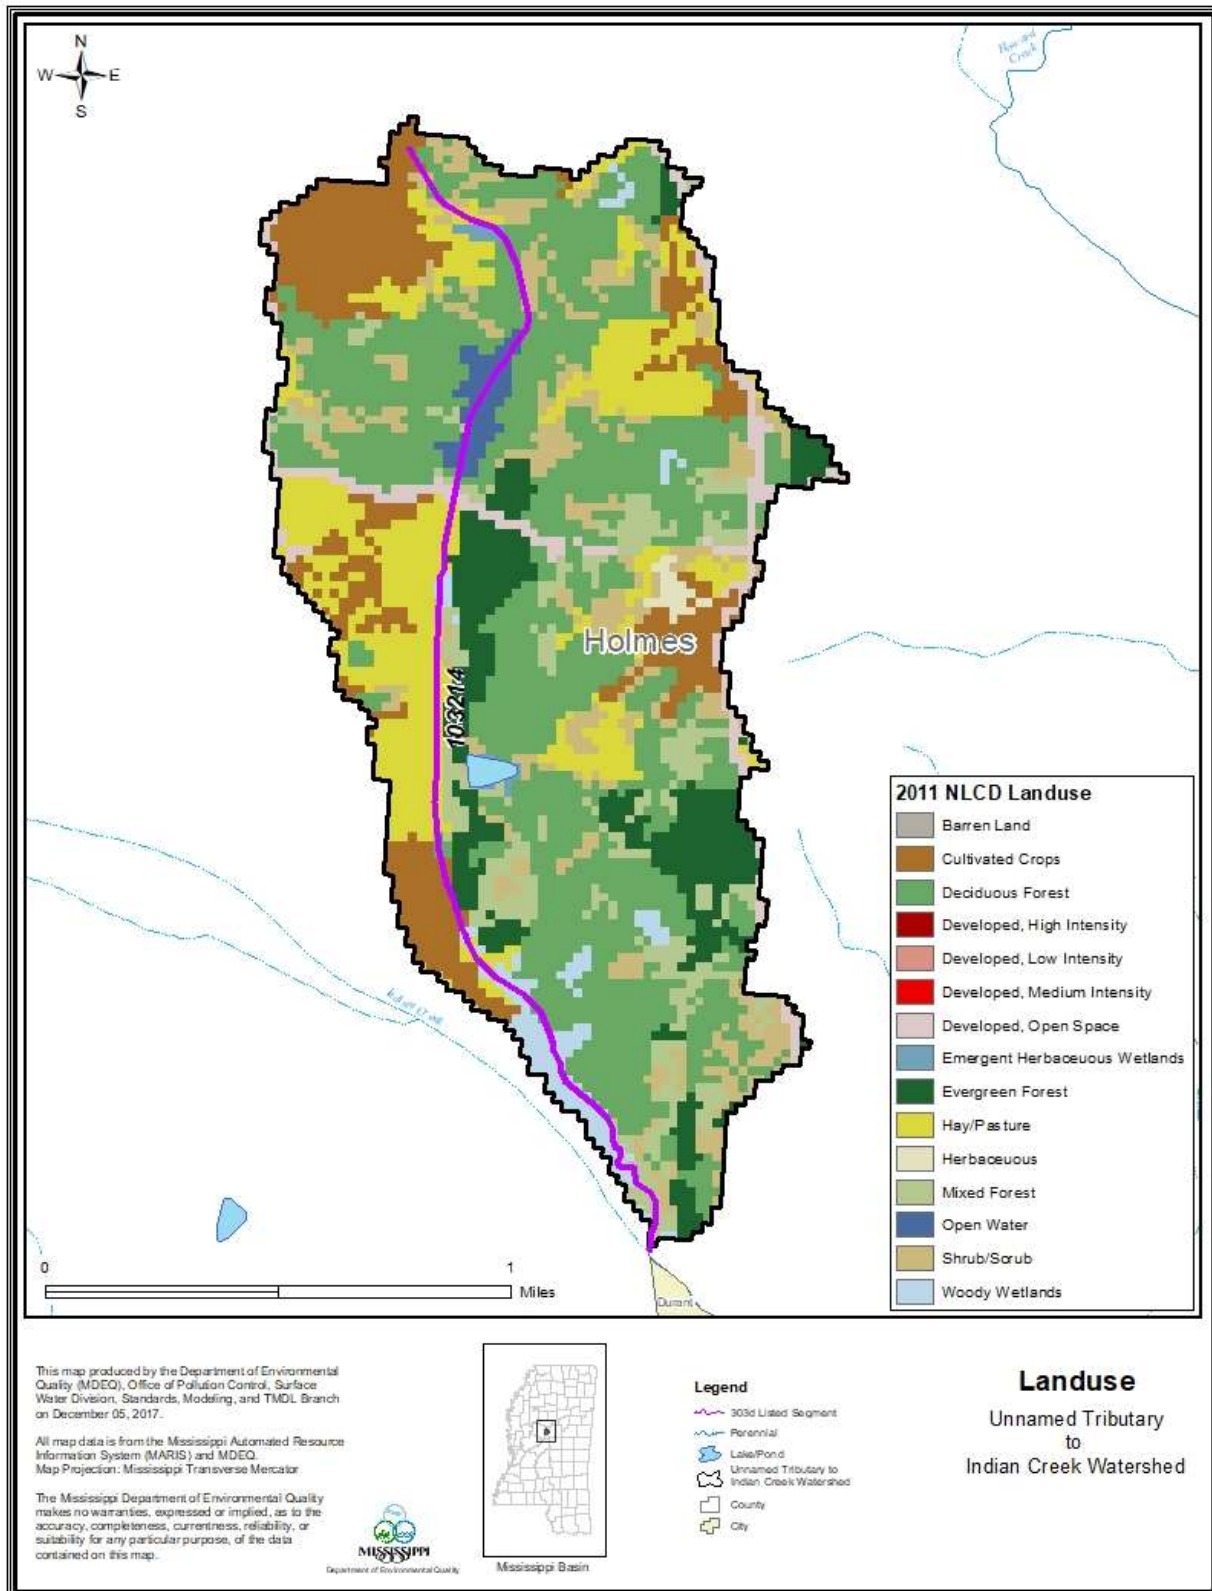 N
W E
S
Holmes
103214
2011 NLCD Landuse
Barren Land
Cultivated Crops
Deciduous Forest
Developed, High Intensity
Developed, Low Intensity
Developed, Medium Intensity
Developed, Open Space
Emergent Herbaceuous Wetlands
Evergreen Forest
Hay/Pasture
Herbaceuous
Mixed Forest
Open Water
Shrub/Scrub
Woody Wetlands
0 1
Miles
Durant
This map produced by the Department of Environmental
Quality (MDEQ), Office of Pollution Control, Surface
Water Division, Standards, Modeling, and TMDL Branch
on December 05, 2017.
All map data is from the Mississippi Automated Resource
Information System (MARIS) and MDEQ.
Map Projection: Mississippi Transverse Mercator
The Mississippi Department of Environmental Quality
makes no warranties, expressed or implied, as to the
accuracy, completeness, currentness, reliability, or
suitability for any particular purpose, of the data
contained on this map.
MISSISSIPPI
Department of Environmental Quality
Mississippi Basin
Legend
303d Listed Segment
Perennial
Lake/Pond
Unnamed Tributary to
Indian Creek Watershed
County
City
Landuse
Unnamed Tributary
to
Indian Creek Watershed